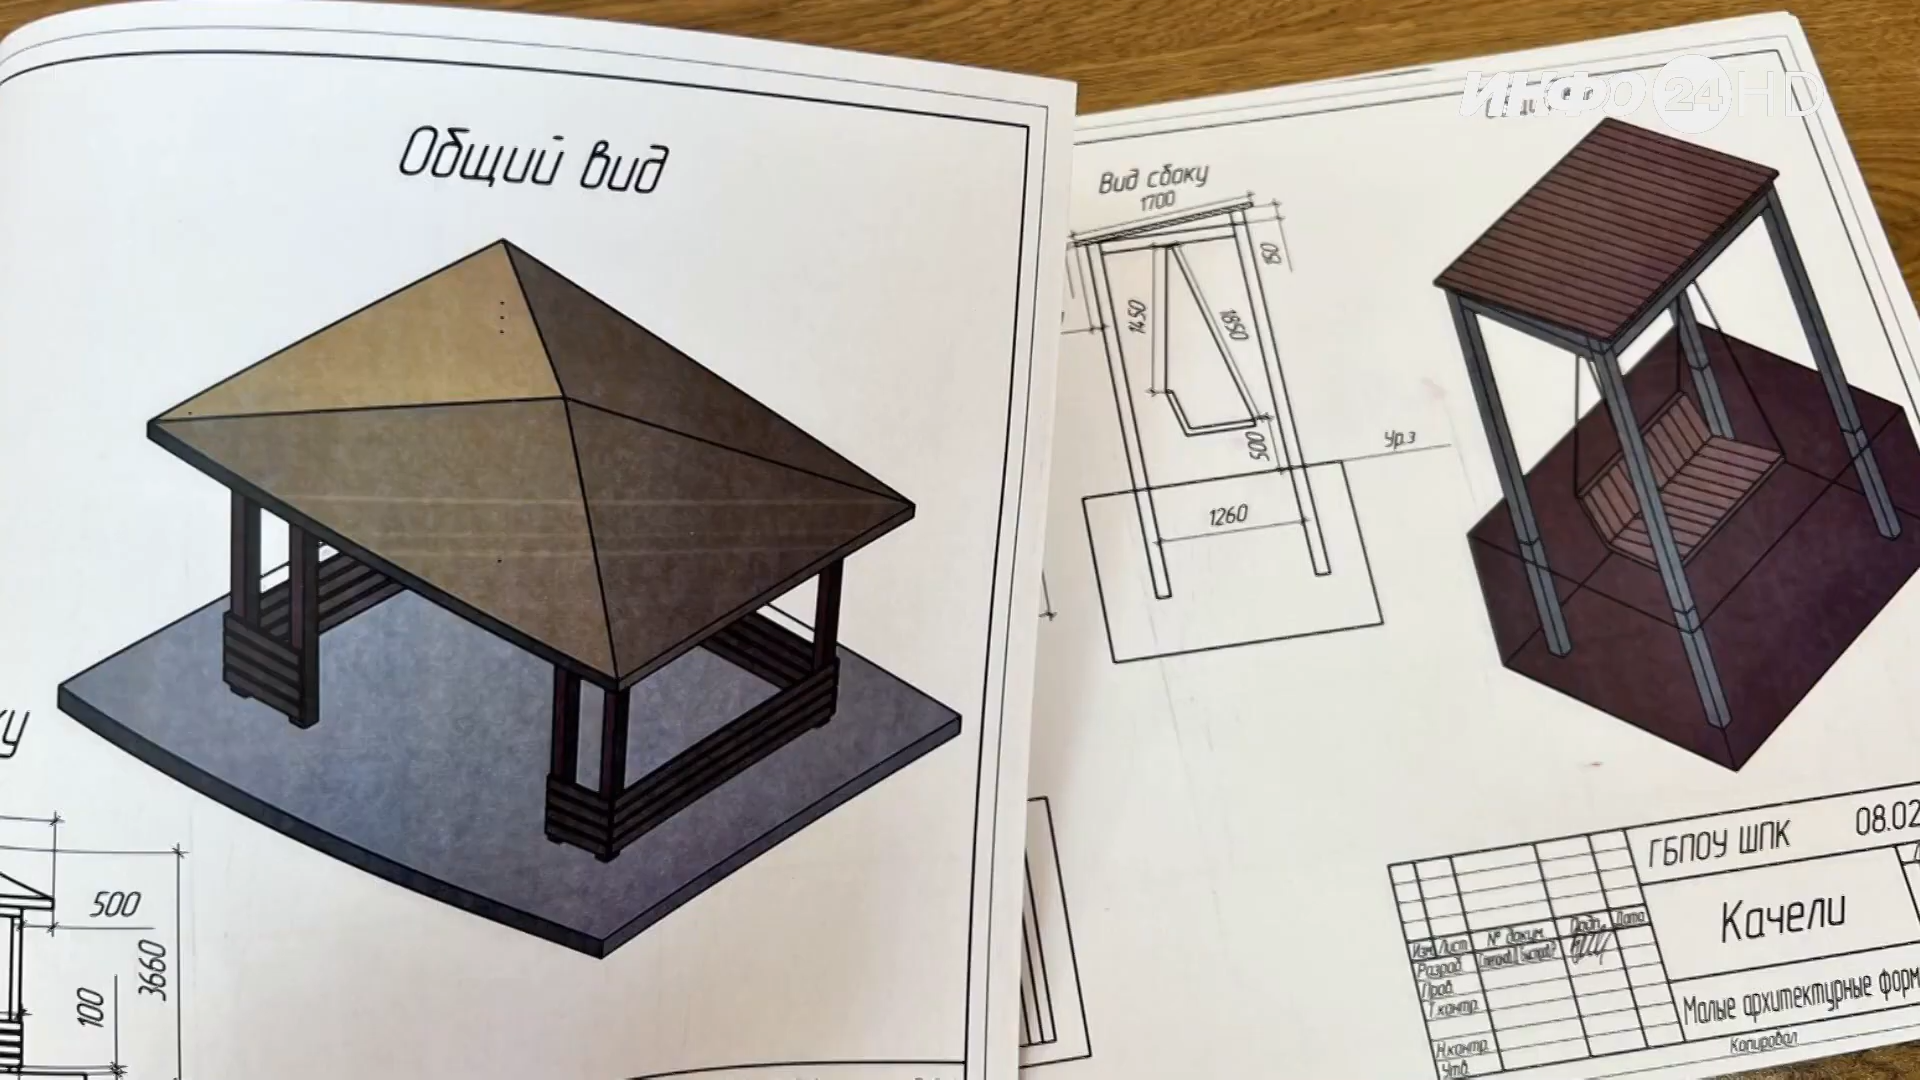 Общий вид
500
3660
100
ИНФО 24 HD
Вид сбоку
1700
150
1450
1850
500
Ур.з
1260
ГБПОУ ШПК
08.02
Качели
Малые архитектурные форм
Копировал
Изм Лист № докум. Подп. Дата
Разраб
Пров.
Т.контр.
Н.контр.
Утв.